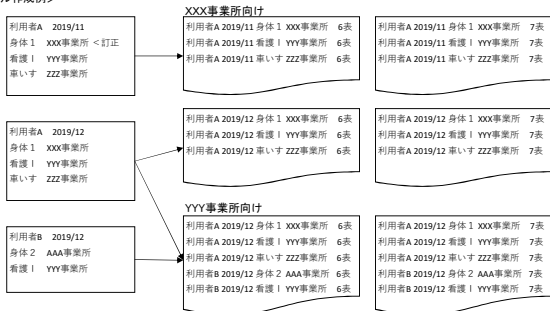 ル作成例＞
利用者A　2019/11
身体１　XXX事業所 ＜訂正
看護Ⅰ　YYY事業所
車いす　ZZZ事業所
XXX事業所向け
利用者A 2019/11 身体１ XXX事業所　6表
利用者A 2019/11 看護Ⅰ YYY事業所　6表
利用者A 2019/11 車いす ZZZ事業所　6表
利用者A 2019/11 身体１ XXX事業所　7表
利用者A 2019/11 看護Ⅰ YYY事業所　7表
利用者A 2019/11 車いす ZZZ事業所　7表
利用者A　2019/12
身体１　XXX事業所
看護Ⅰ　YYY事業所
車いす　ZZZ事業所
利用者A 2019/12 身体１ XXX事業所　6表
利用者A 2019/12 看護Ⅰ YYY事業所　6表
利用者A 2019/12 車いす ZZZ事業所　6表
利用者A 2019/12 身体１ XXX事業所　7表
利用者A 2019/12 看護Ⅰ YYY事業所　7表
利用者A 2019/12 車いす ZZZ事業所　7表
利用者B　2019/12
身体２　AAA事業所
看護Ⅰ　YYY事業所
YYY事業所向け
利用者A 2019/12 身体１ XXX事業所　6表
利用者A 2019/12 看護Ⅰ YYY事業所　6表
利用者A 2019/12 車いす ZZZ事業所　6表
利用者B 2019/12 身体２ AAA事業所　6表
利用者B 2019/12 看護Ⅰ YYY事業所　6表
利用者A 2019/12 身体１ XXX事業所　7表
利用者A 2019/12 看護Ⅰ YYY事業所　7表
利用者A 2019/12 車いす ZZZ事業所　7表
利用者B 2019/12 身体２ AAA事業所　7表
利用者B 2019/12 看護Ⅰ YYY事業所　7表